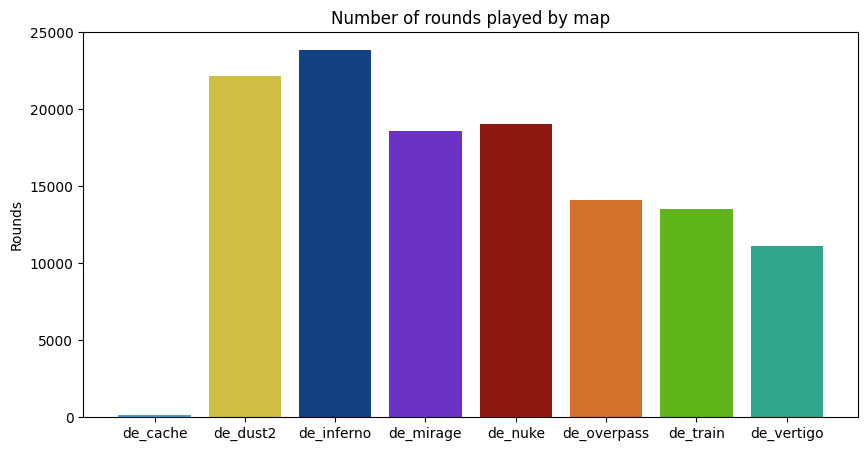 Number of rounds played by map
25000
20000
15000
10000
5000
0
Rounds
de_cache de_dust2 de_inferno de_mirage de_nuke de_overpass de_train de_vertigo